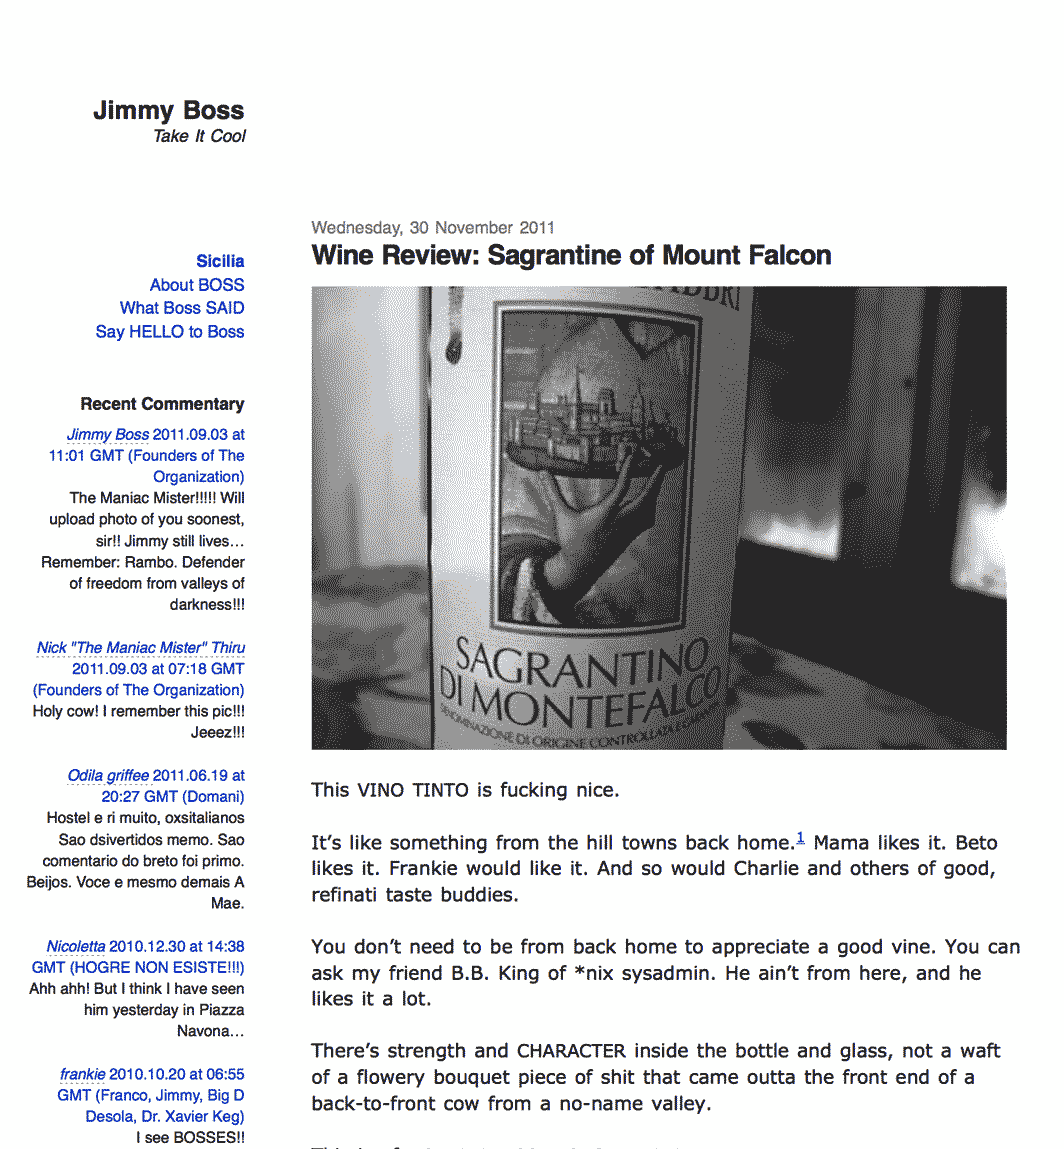 Jimmy Boss
Take It Cool
Sicilia
About BOSS
What Boss SAID
Say HELLO to Boss
Recent Commentary
Jimmy Boss 2011.09.03 at
11:01 GMT (Founders of The
Organization)
The Maniac Mister!!!!! Will
upload photo of you soonest,
sir!! Jimmy still lives…
Remember: Rambo. Defender
of freedom from valleys of
darkness!!!
Nick "The Maniac Mister" Thiru
2011.09.03 at 07:18 GMT
(Founders of The Organization)
Holy cow! I remember this pic!!!
Jeeez!!!
Odila griffee 2011.06.19 at
20:27 GMT (Domani)
Hostel e ri muito, oxsitalianos
Sao dsivertidos memo. Sao
comentario do breto foi primo.
Beijos. Voce e mesmo demais A
Mae.
Nicoletta 2010.12.30 at 14:38
GMT (HOGRE NON ESISTE!!!)
Ahh ahh! But I think I have seen
him yesterday in Piazza
Navona…
frankie 2010.10.20 at 06:55
GMT (Franco, Jimmy, Big D
Desola, Dr. Xavier Keg)
I see BOSSES!!
Wednesday, 30 November 2011
Wine Review: Sagrantine of Mount Falcon
SAGRANTINO
DI MONTEFALCO
DENOMINAZIONE DI ORIGINE CONTROLLATA E GARANTITA
This VINO TINTO is fucking nice.
It’s like something from the hill towns back home.1 Mama likes it. Beto
likes it. Frankie would like it. And so would Charlie and others of good,
refinati taste buddies.
You don’t need to be from back home to appreciate a good vine. You can
ask my friend B.B. King of *nix sysadmin. He ain’t from here, and he
likes it a lot.
There’s strength and CHARACTER inside the bottle and glass, not a waft
of a flowery bouquet piece of shit that came outta the front end of a
back-to-front cow from a no-name valley.